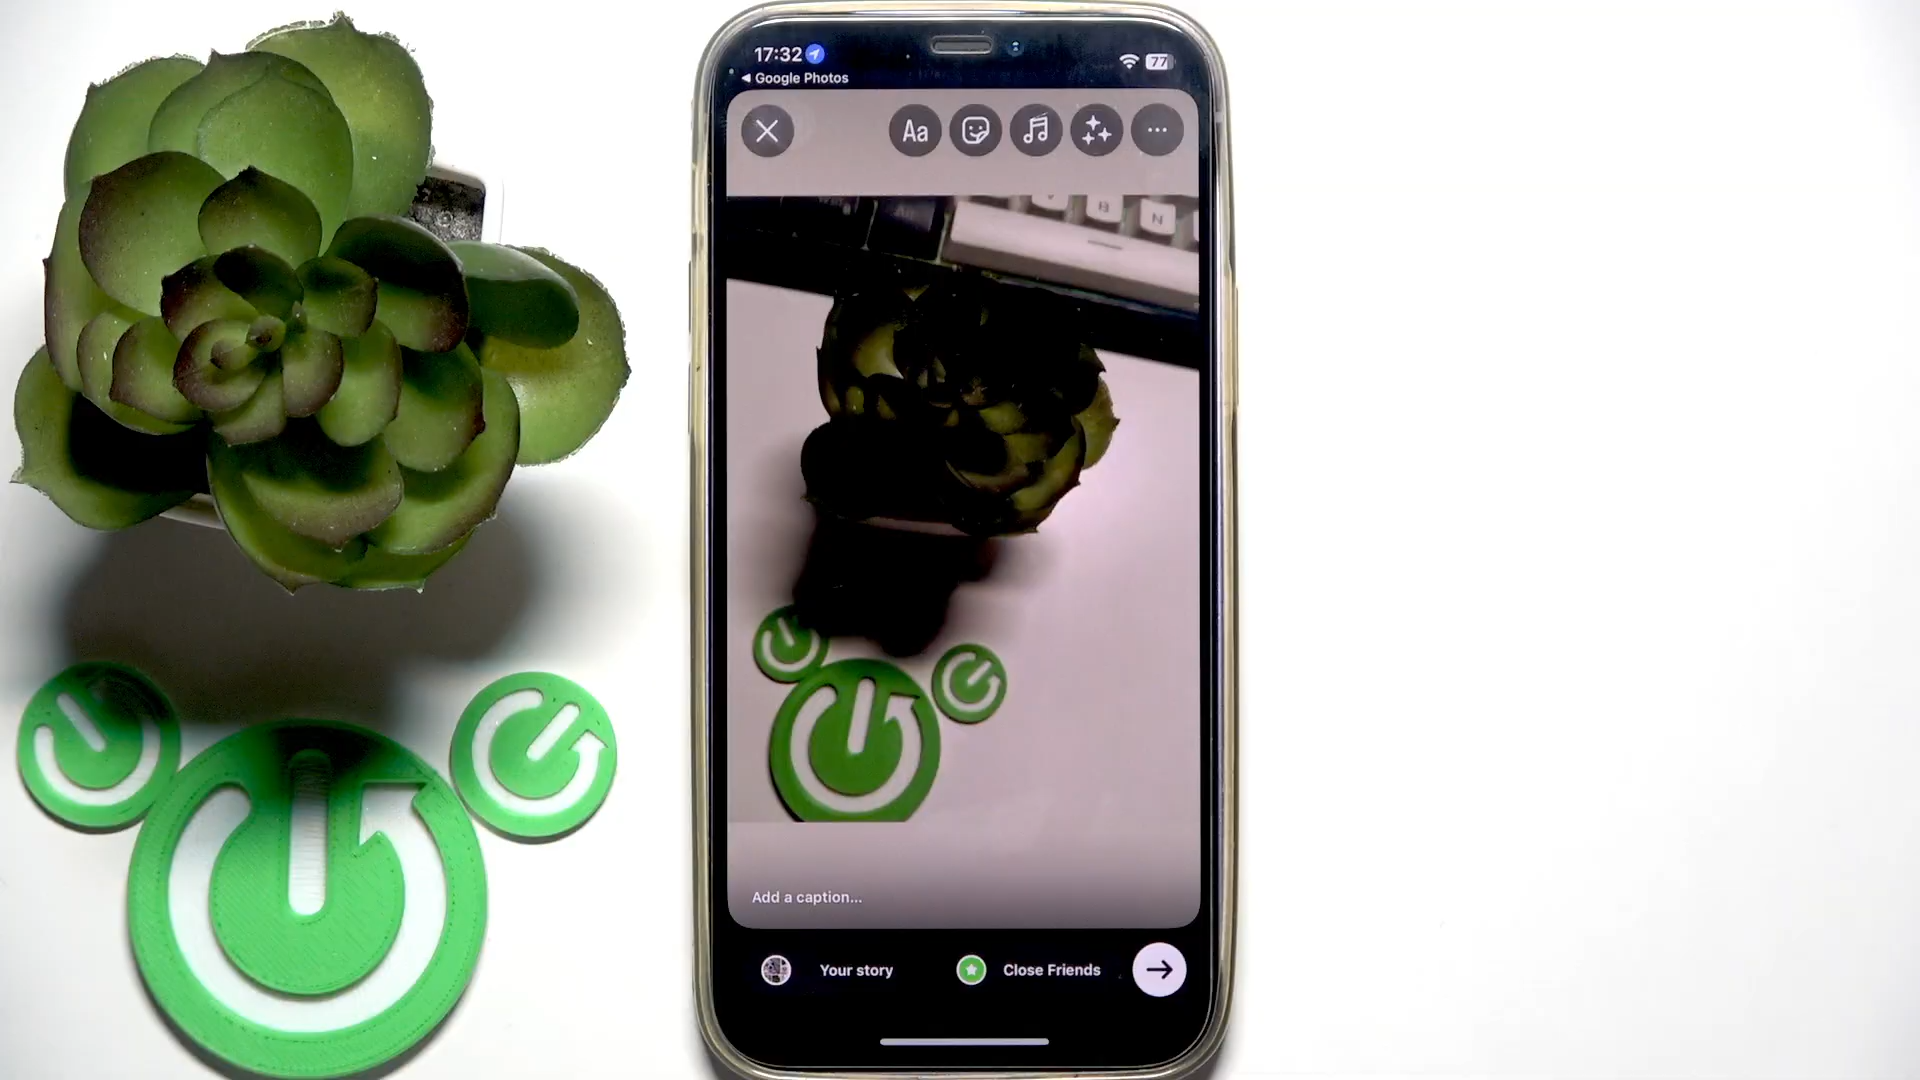 17:32
77
◀ Google Photos
Aa
V B N
Add a caption...
Your story
Close Friends